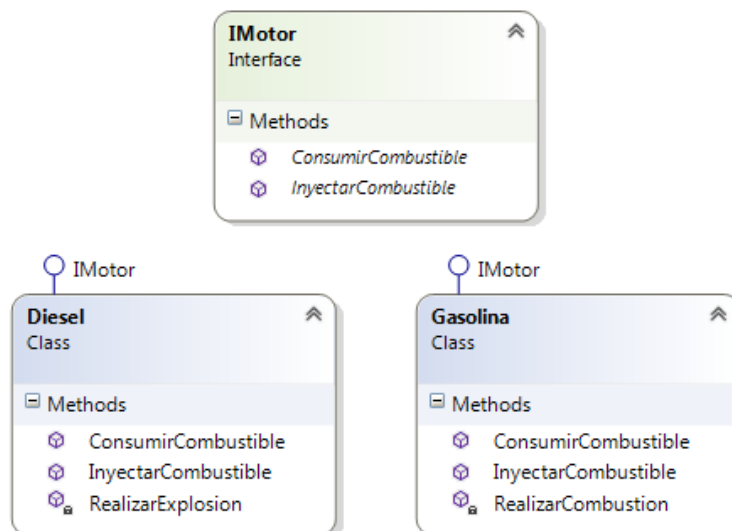 IMotor
Interface
Methods
ConsumirCombustible
InyectarCombustible
IMotor
Diesel
Class
Methods
ConsumirCombustible
InyectarCombustible
RealizarExplosion
IMotor
Gasolina
Class
Methods
ConsumirCombustible
InyectarCombustible
RealizarCombustion